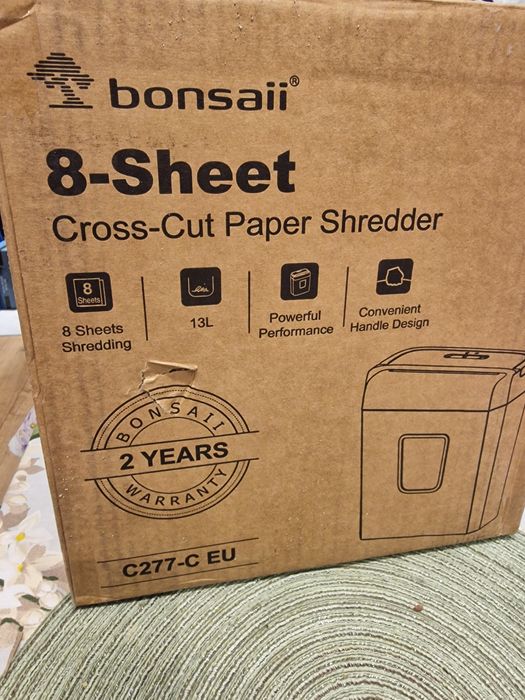 bonsaii®
8-Sheet
Cross-Cut Paper Shredder
8
Sheets
8 Sheets
Shredding
13L
Powerful
Performance
Convenient
Handle Design
BONSAII
2 YEARS
WARRANTY
C277-C EU